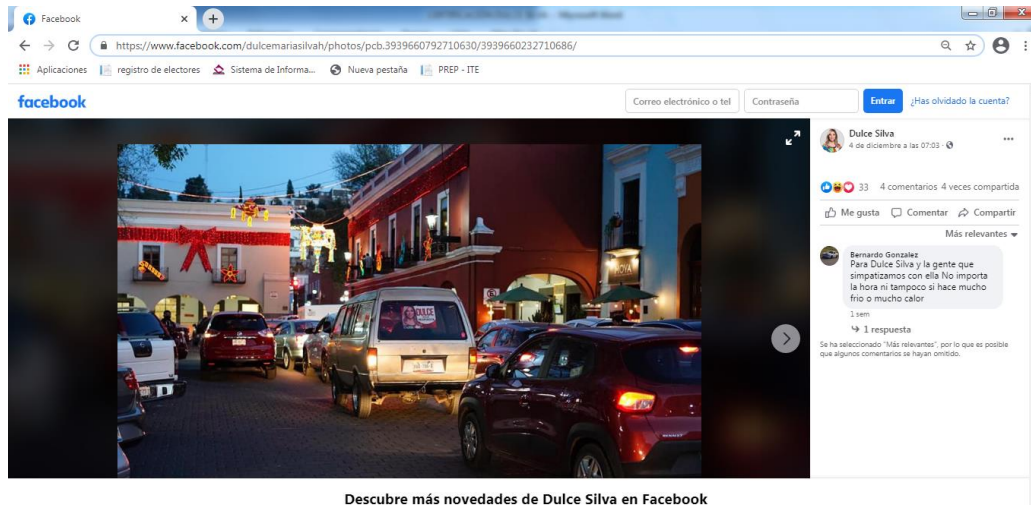 Facebook
https://www.facebook.com/dulcemariasilvah/photos/pcb.3939660792710630/3939660232710686/
Aplicaciones registro de electores Sistema de Informa... Nueva pestaña PREP - ITE
facebook
Correo electrónico o tel Contraseña Entrar ¿Has olvidado la cuenta?
Dulce Silva
4 de diciembre a las 07:03 ·
33 4 comentarios 4 veces compartida
Me gusta Comentar Compartir
Más relevantes
Bernardo Gonzalez
Para Dulce Silva y la gente que
simpatizamos con ella No importa
la hora ni tampoco si hace mucho
frio o mucho calor
1 sem
1 respuesta
Se ha seleccionado "Más relevantes", por lo que es posible
que algunos comentarios se hayan omitido.
DULCE
Descubre más novedades de Dulce Silva en Facebook